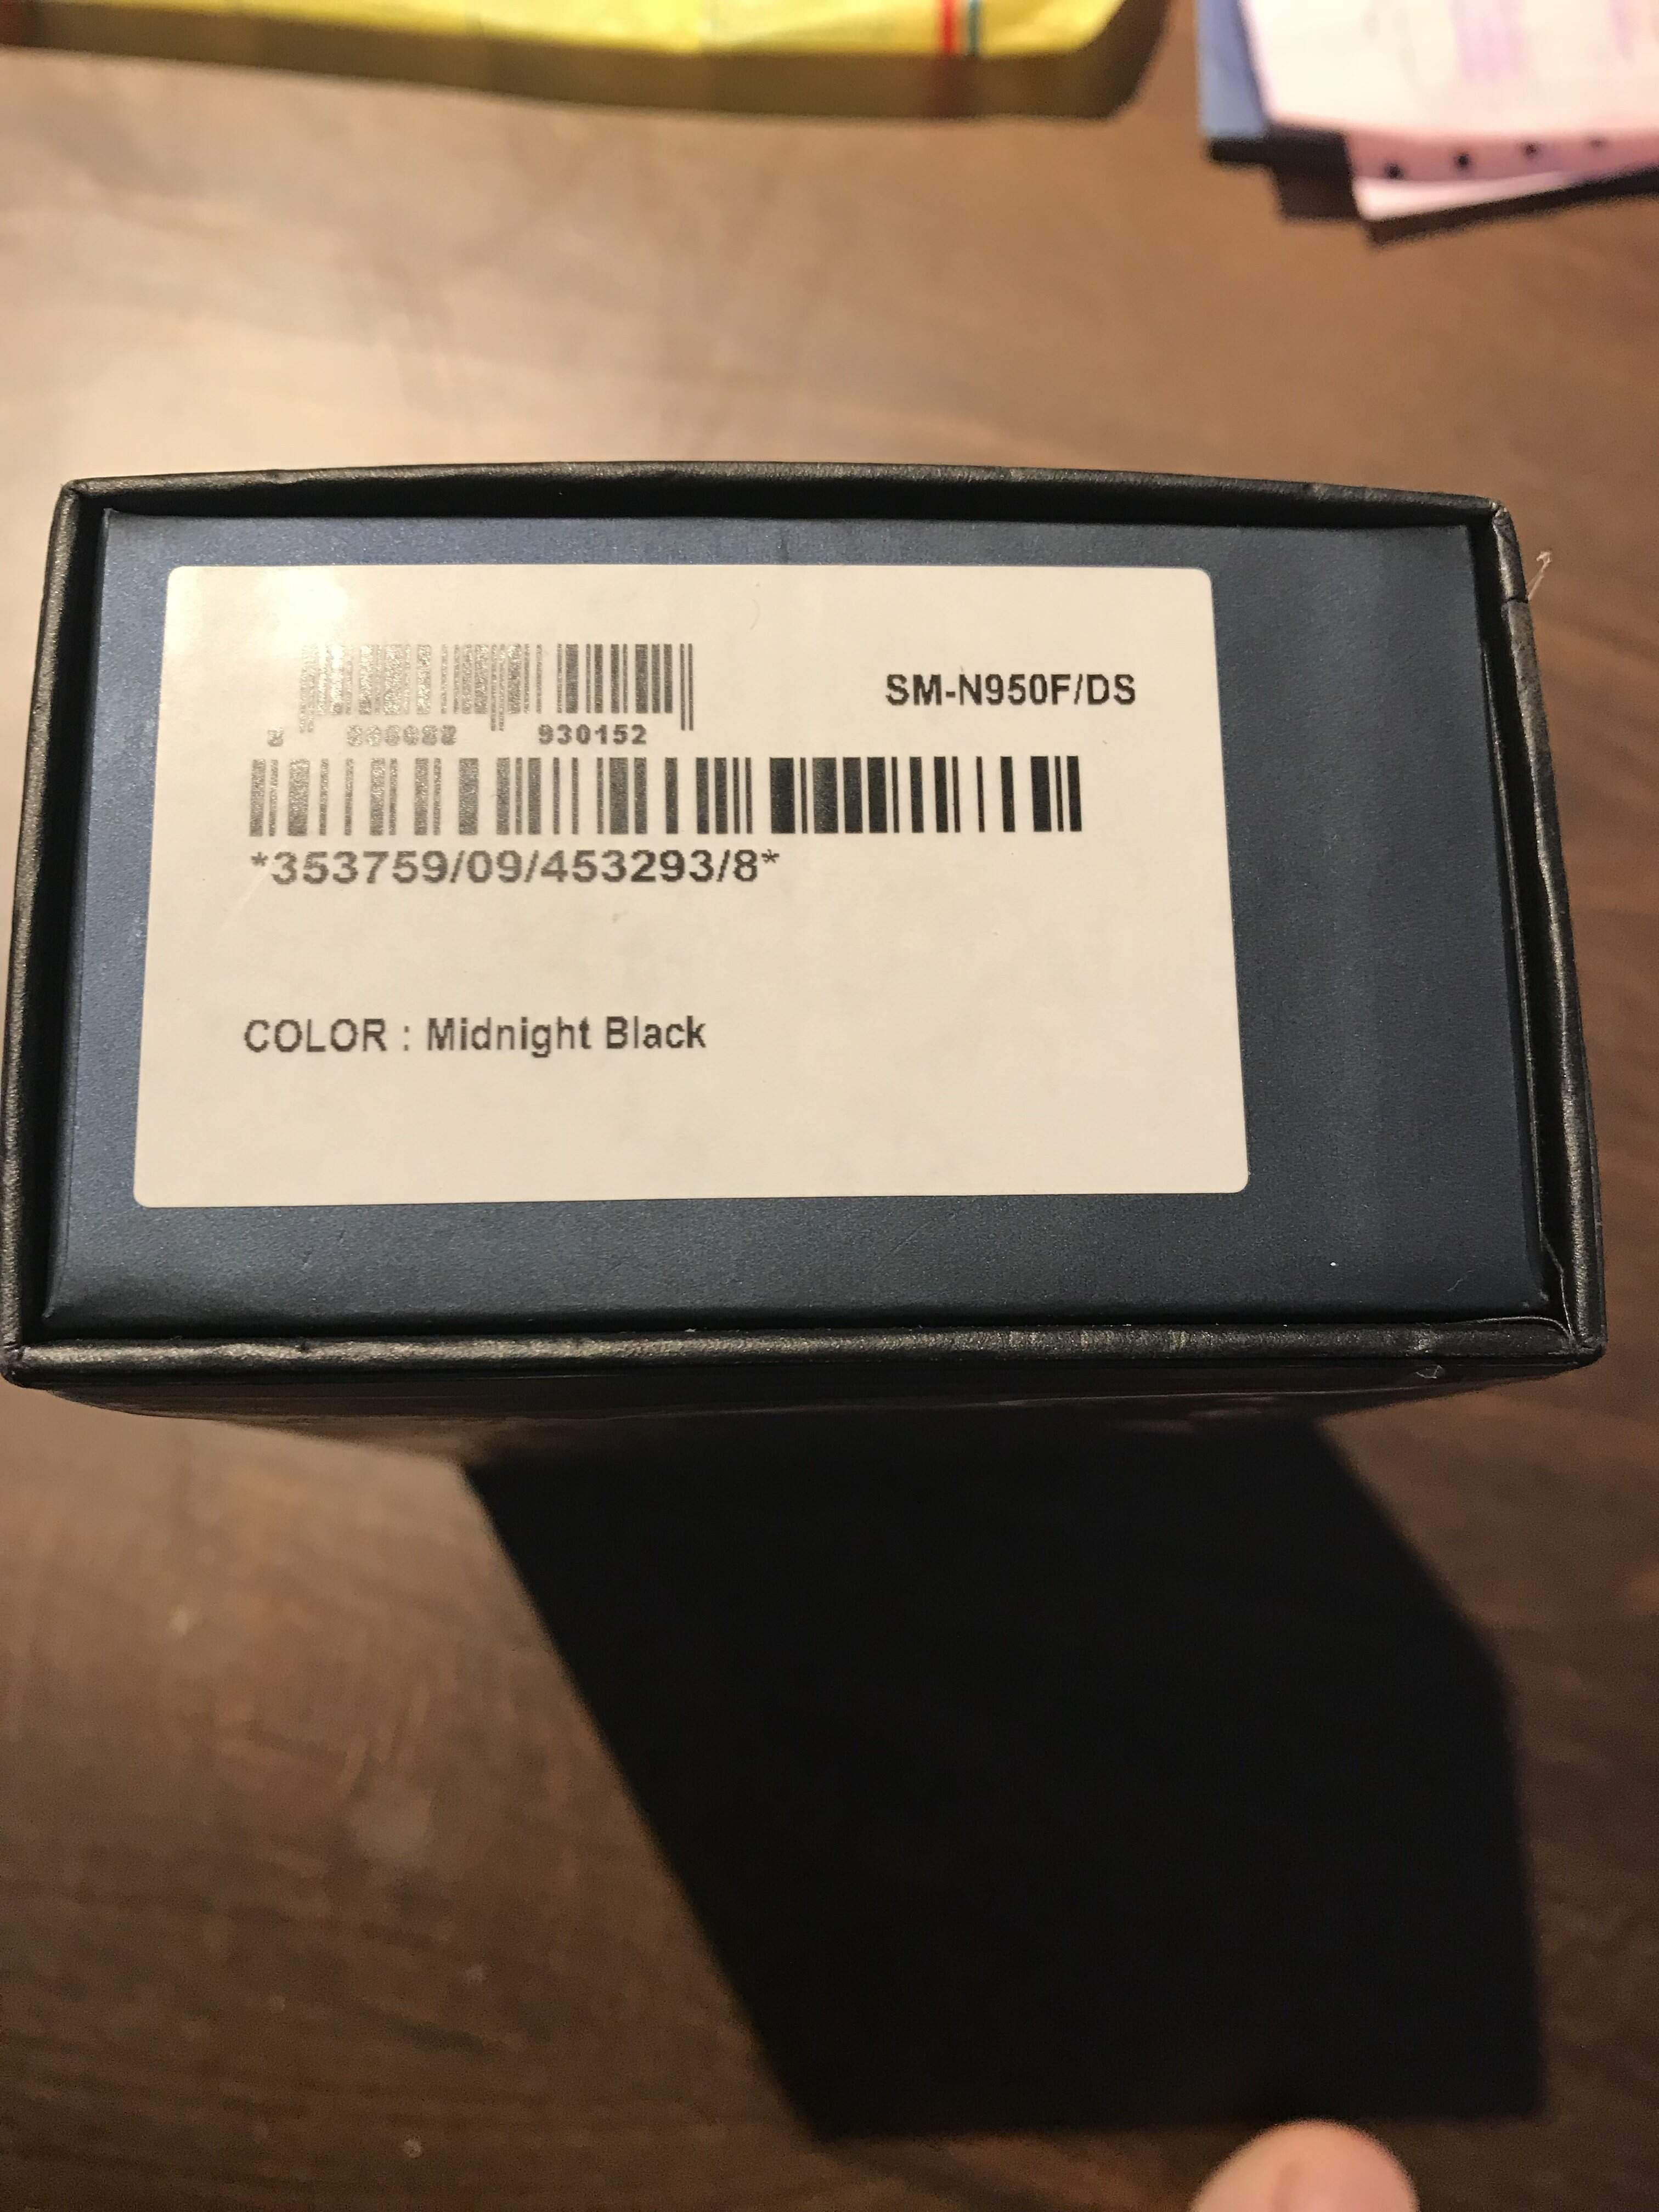 SM-N950F/DS
930152
*353759/09/453293/8*
COLOR : Midnight Black